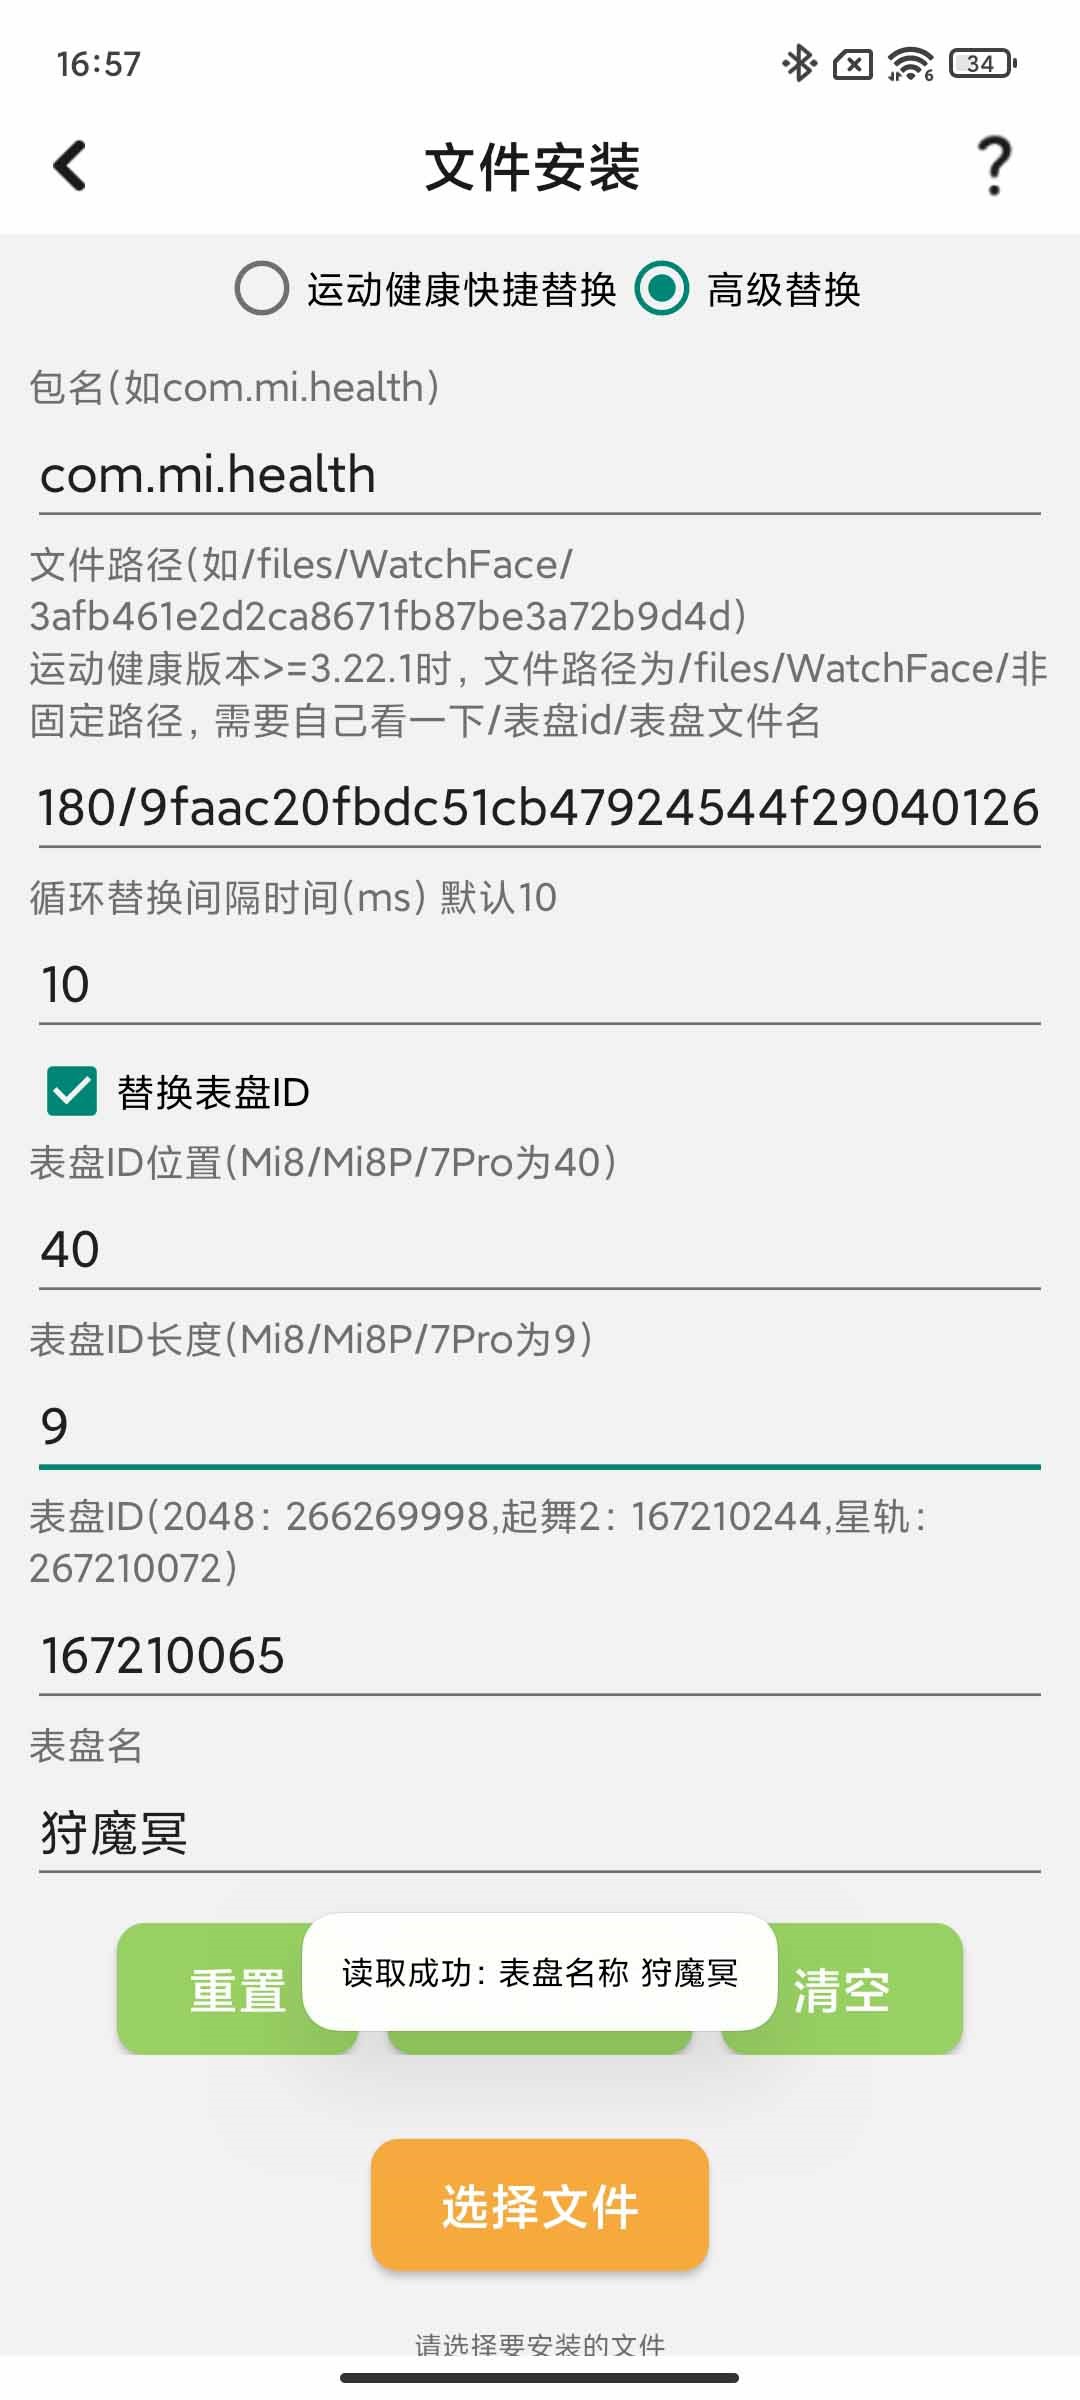 16:57
6
34
文件安装
运动健康快捷替换 高级替换
包名(如com.mi.health)
com.mi.health
文件路径(如/files/WatchFace/
3afb461e2d2ca8671fb87be3a72b9d4d)
运动健康版本>=3.22.1时, 文件路径为/files/WatchFace/非
固定路径, 需要自己看一下/表盘id/表盘文件名
180/9faac20fbdc51cb47924544f29040126
循环替换间隔时间(ms) 默认10
10
替换表盘ID
表盘ID位置(Mi8/Mi8P/7Pro为40)
40
表盘ID长度(Mi8/Mi8P/7Pro为9)
9
表盘ID(2048: 266269998,起舞2: 167210244,星轨:
267210072)
167210065
表盘名
狩魔冥
重置
读取成功: 表盘名称 狩魔冥
清空
选择文件
请选择要安装的文件